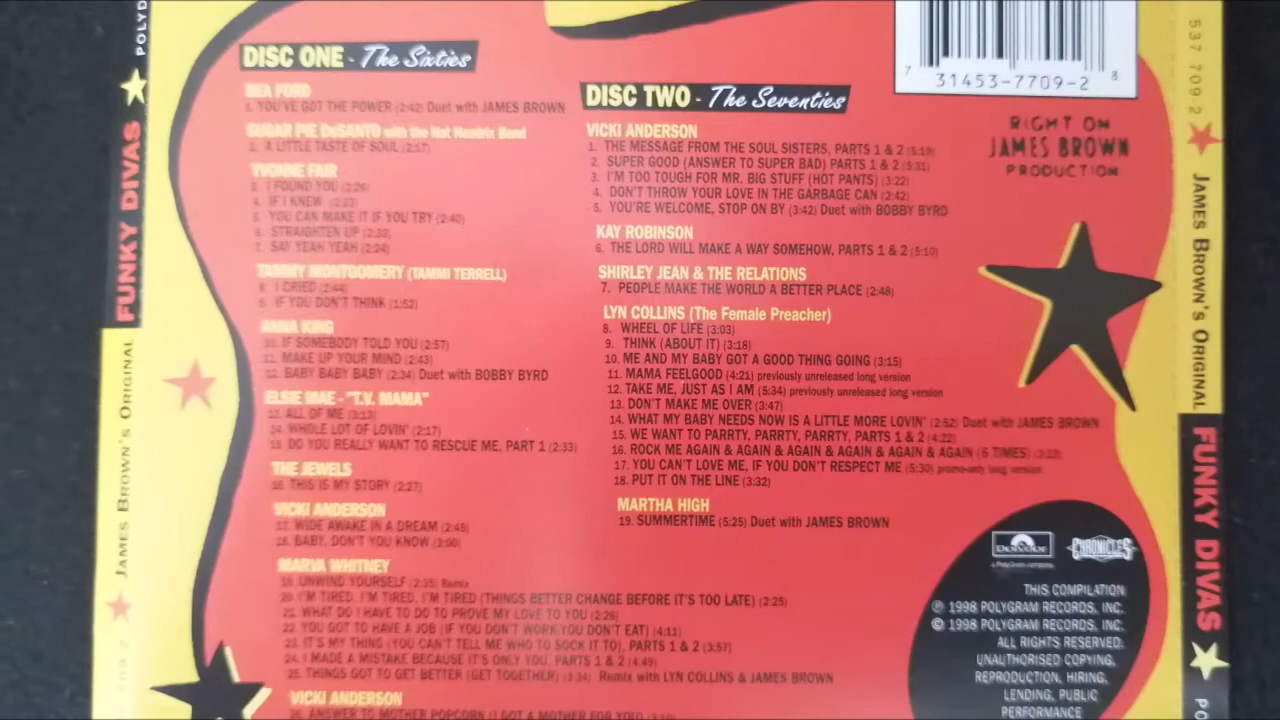 DISC ONE - The Sixties
BEA FORD
1. YOU'VE GOT THE POWER (2:42) Duet with JAMES BROWN
SUGAR PIE DeSANTO with the Nat Hendrix Band
2. A LITTLE TASTE OF SOUL (2:17)
YVONNE FAIR
3. I FOUND YOU (2:26)
4. IF I KNEW
5. YOU CAN MAKE IT IF YOU TRY (2:40)
6. STRAIGHTEN UP (2:33)
7. SAY YEAH YEAH (2:24)
TAMMY MONTGOMERY (TAMMI TERRELL)
8. I CRIED (2:44)
9. IF YOU DON'T THINK (1:52)
ANNA KING
10. IF SOMEBODY TOLD YOU (2:57)
11. MAKE UP YOUR MIND (2:43)
12. BABY BABY BABY (2:34) Duet with BOBBY BYRD
ELSIE MAE - "T.V. MAMA"
13. ALL OF ME (3:13)
14. WHOLE LOT OF LOVIN' (2:17)
15. DO YOU REALLY WANT TO RESCUE ME, PART 1 (2:33)
THE JEWELS
16. THIS IS MY STORY (2:27)
VICKI ANDERSON
17. WIDE AWAKE IN A DREAM (2:45)
18. BABY, DON'T YOU KNOW (3:00)
MARVA WHITNEY
19. UNWIND YOURSELF (2:35) Remix
20. I'M TIRED, I'M TIRED, I'M TIRED (THINGS BETTER CHANGE BEFORE IT'S TOO LATE) (2:25)
21. WHAT DO I HAVE TO DO TO PROVE MY LOVE TO YOU (2:26)
22. YOU GOT TO HAVE A JOB (IF YOU DON'T WORK-YOU DON'T EAT) (4:11)
23. IT'S MY THING (YOU CAN'T TELL ME WHO TO SOCK IT TO), PARTS 1 & 2 (3:57)
24. I MADE A MISTAKE BECAUSE IT'S ONLY YOU, PARTS 1 & 2 (4:49)
25. THINGS GOT TO GET BETTER (GET TOGETHER) (3:34) Remix with LYN COLLINS & JAMES BROWN
VICKI ANDERSON
26. ANSWER TO MOTHER POPCORN (I GOT A MOTHER FOR YOU)
DISC TWO - The Seventies
VICKI ANDERSON
1. THE MESSAGE FROM THE SOUL SISTERS, PARTS 1 & 2 (5:19)
2. SUPER GOOD (ANSWER TO SUPER BAD) PARTS 1 & 2 (5:31)
3. I'M TOO TOUGH FOR MR. BIG STUFF (HOT PANTS) (3:22)
4. DON'T THROW YOUR LOVE IN THE GARBAGE CAN (2:42)
5. YOU'RE WELCOME, STOP ON BY (3:42) Duet with BOBBY BYRD
KAY ROBINSON
6. THE LORD WILL MAKE A WAY SOMEHOW, PARTS 1 & 2 (5:10)
SHIRLEY JEAN & THE RELATIONS
7. PEOPLE MAKE THE WORLD A BETTER PLACE (2:48)
LYN COLLINS (The Female Preacher)
8. WHEEL OF LIFE (3:03)
9. THINK (ABOUT IT) (3:18)
10. ME AND MY BABY GOT A GOOD THING GOING (3:15)
11. MAMA FEELGOOD (4:21) previously unreleased long version
12. TAKE ME, JUST AS I AM (5:34) previously unreleased long version
13. DON'T MAKE ME OVER (3:47)
14. WHAT MY BABY NEEDS NOW IS A LITTLE MORE LOVIN' (2:52) Duet with JAMES BROWN
15. WE WANT TO PARRTY, PARRTY, PARRTY, PARTS 1 & 2 (4:22)
16. ROCK ME AGAIN & AGAIN & AGAIN & AGAIN & AGAIN & AGAIN (6 TIMES)
17. YOU CAN'T LOVE ME, IF YOU DON'T RESPECT ME (5:30) promo-only long version
18. PUT IT ON THE LINE (3:32)
MARTHA HIGH
19. SUMMERTIME (5:25) Duet with JAMES BROWN
7 31453-7709-2 8
RIGHT ON
JAMES BROWN
PRODUCTION
Polydor
a PolyGram company
CHRONICLES
THIS COMPILATION
℗ 1998 POLYGRAM RECORDS, INC.
© 1998 POLYGRAM RECORDS, INC.
ALL RIGHTS RESERVED.
UNAUTHORISED COPYING,
REPRODUCTION, HIRING,
LENDING, PUBLIC
PERFORMANCE
JAMES BROWN'S ORIGINAL FUNKY DIVAS POLYD
537 709-2 JAMES BROWN'S ORIGINAL FUNKY DIVAS PO